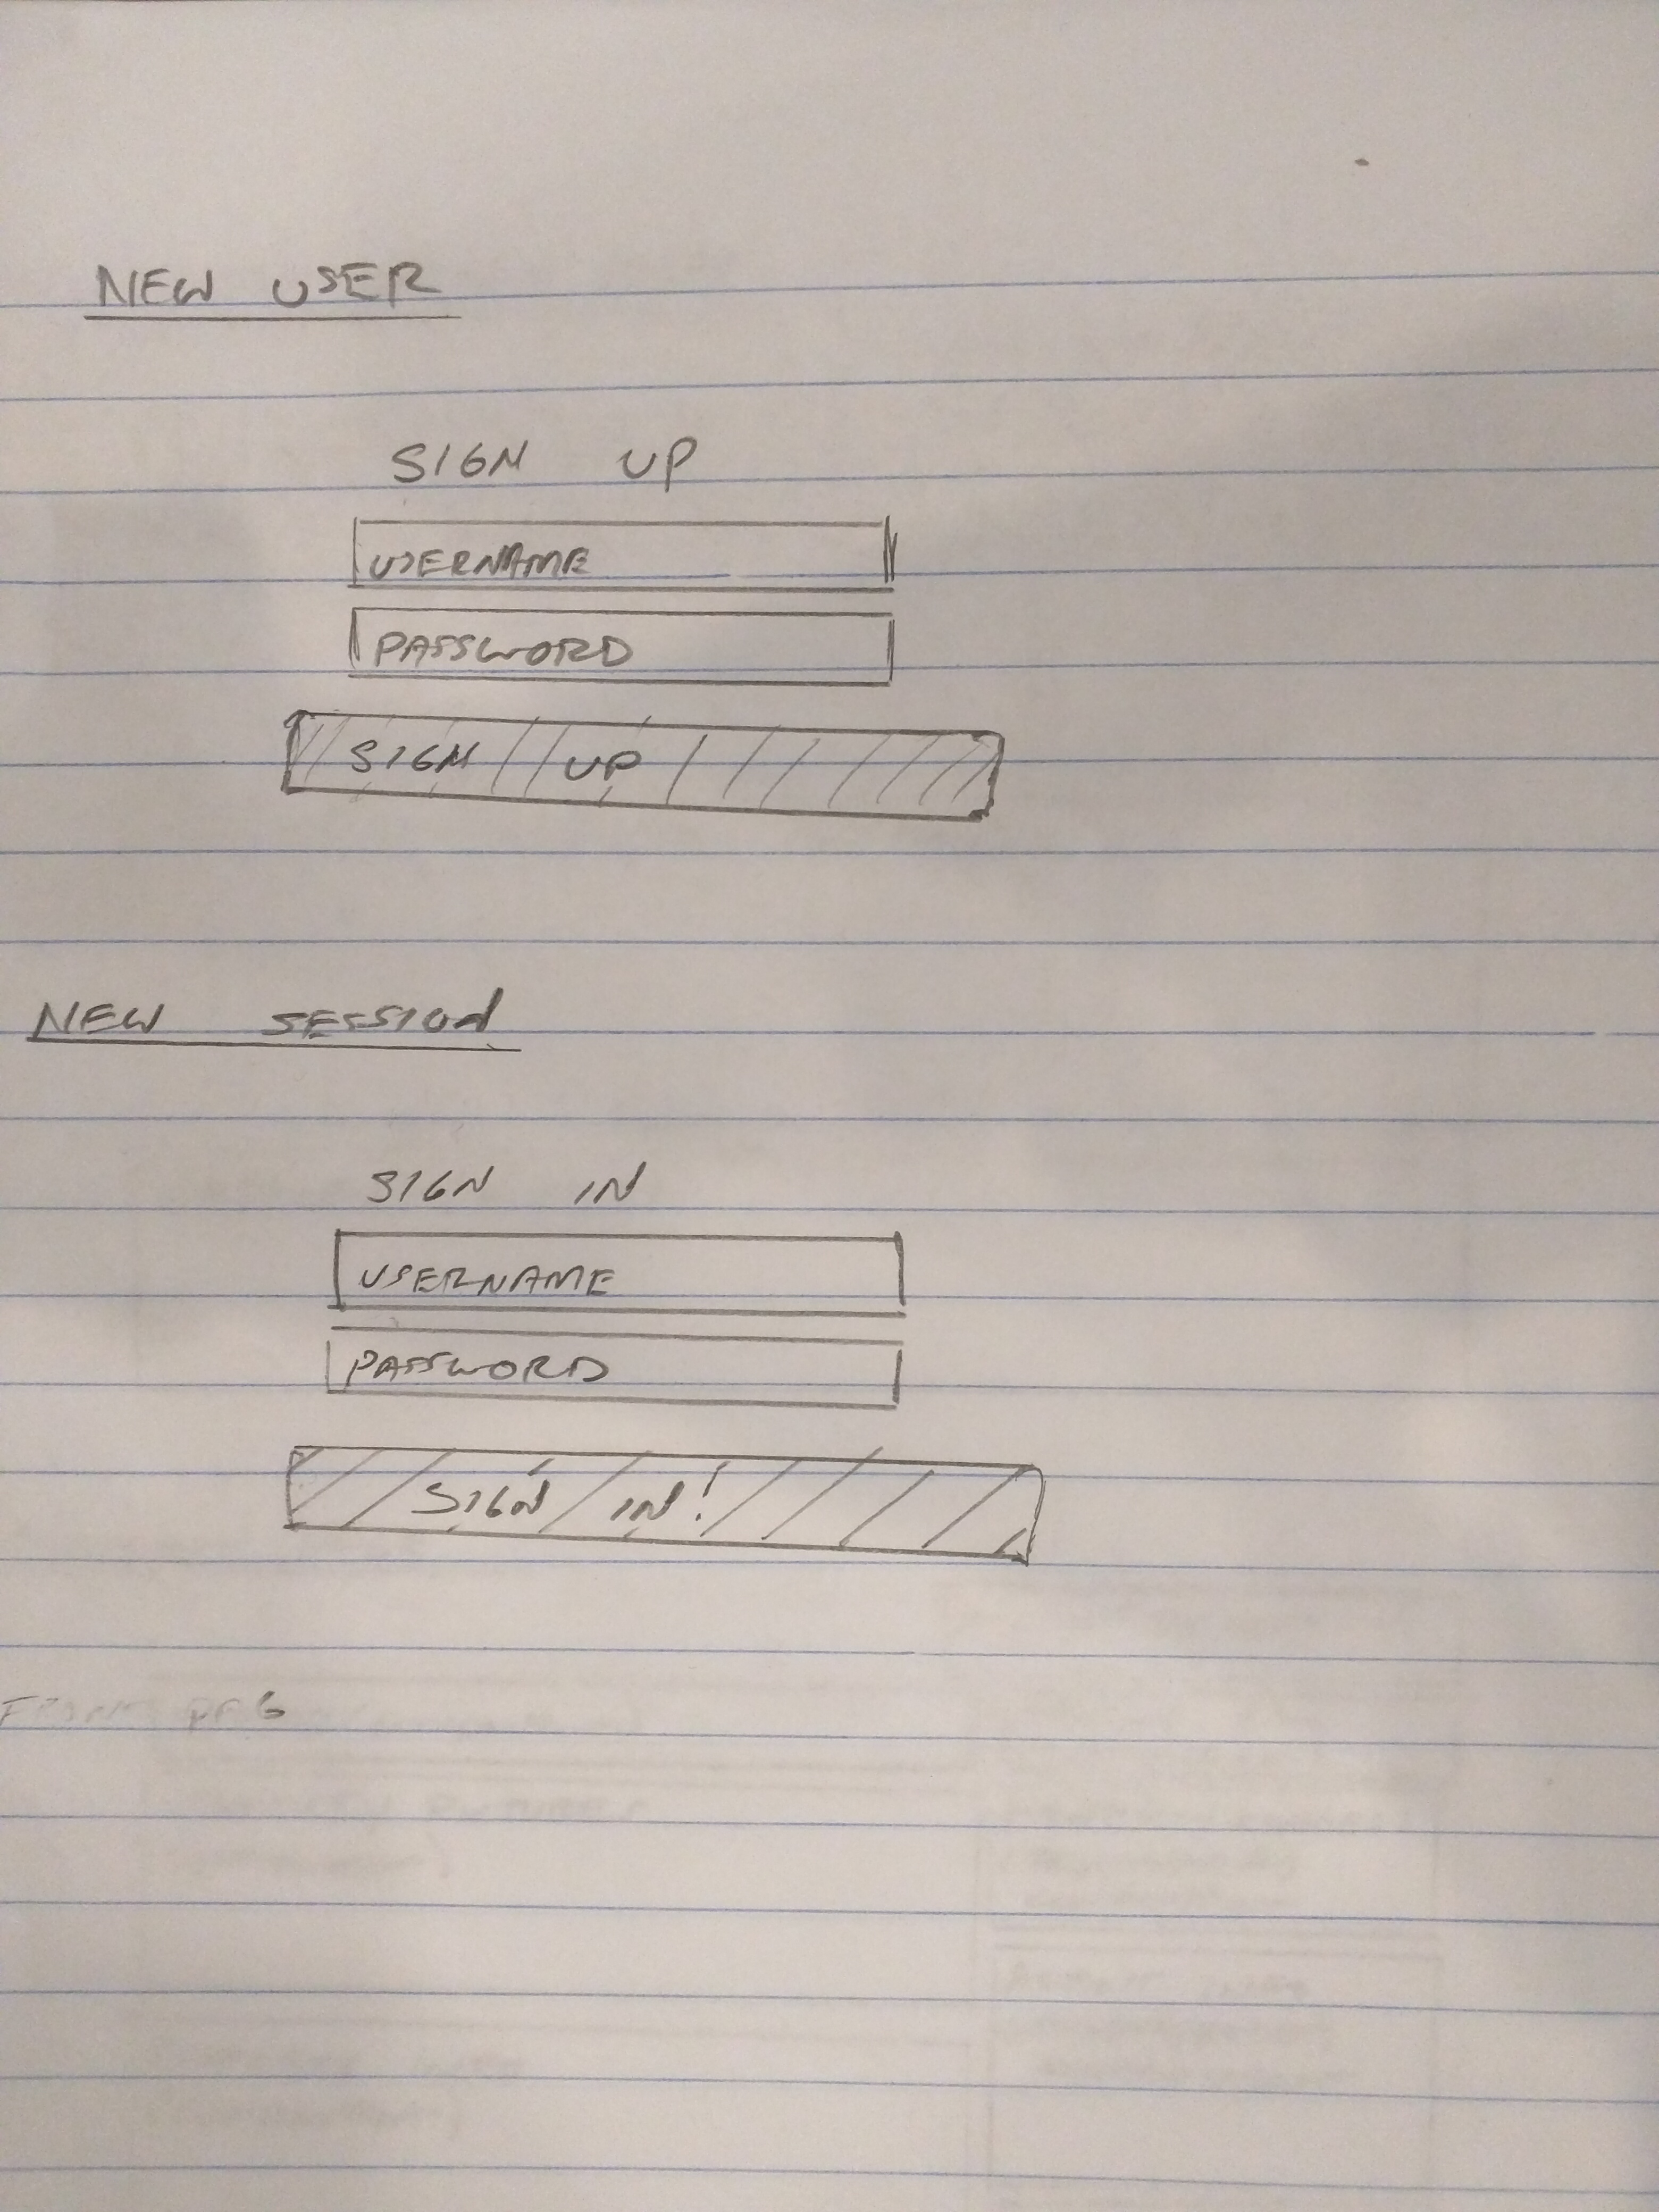 NEW USER
SIGN UP
USERNAME
PASSWORD
SIGN UP
NEW SESSION
SIGN IN
USERNAME
PASSWORD
SIGN IN!